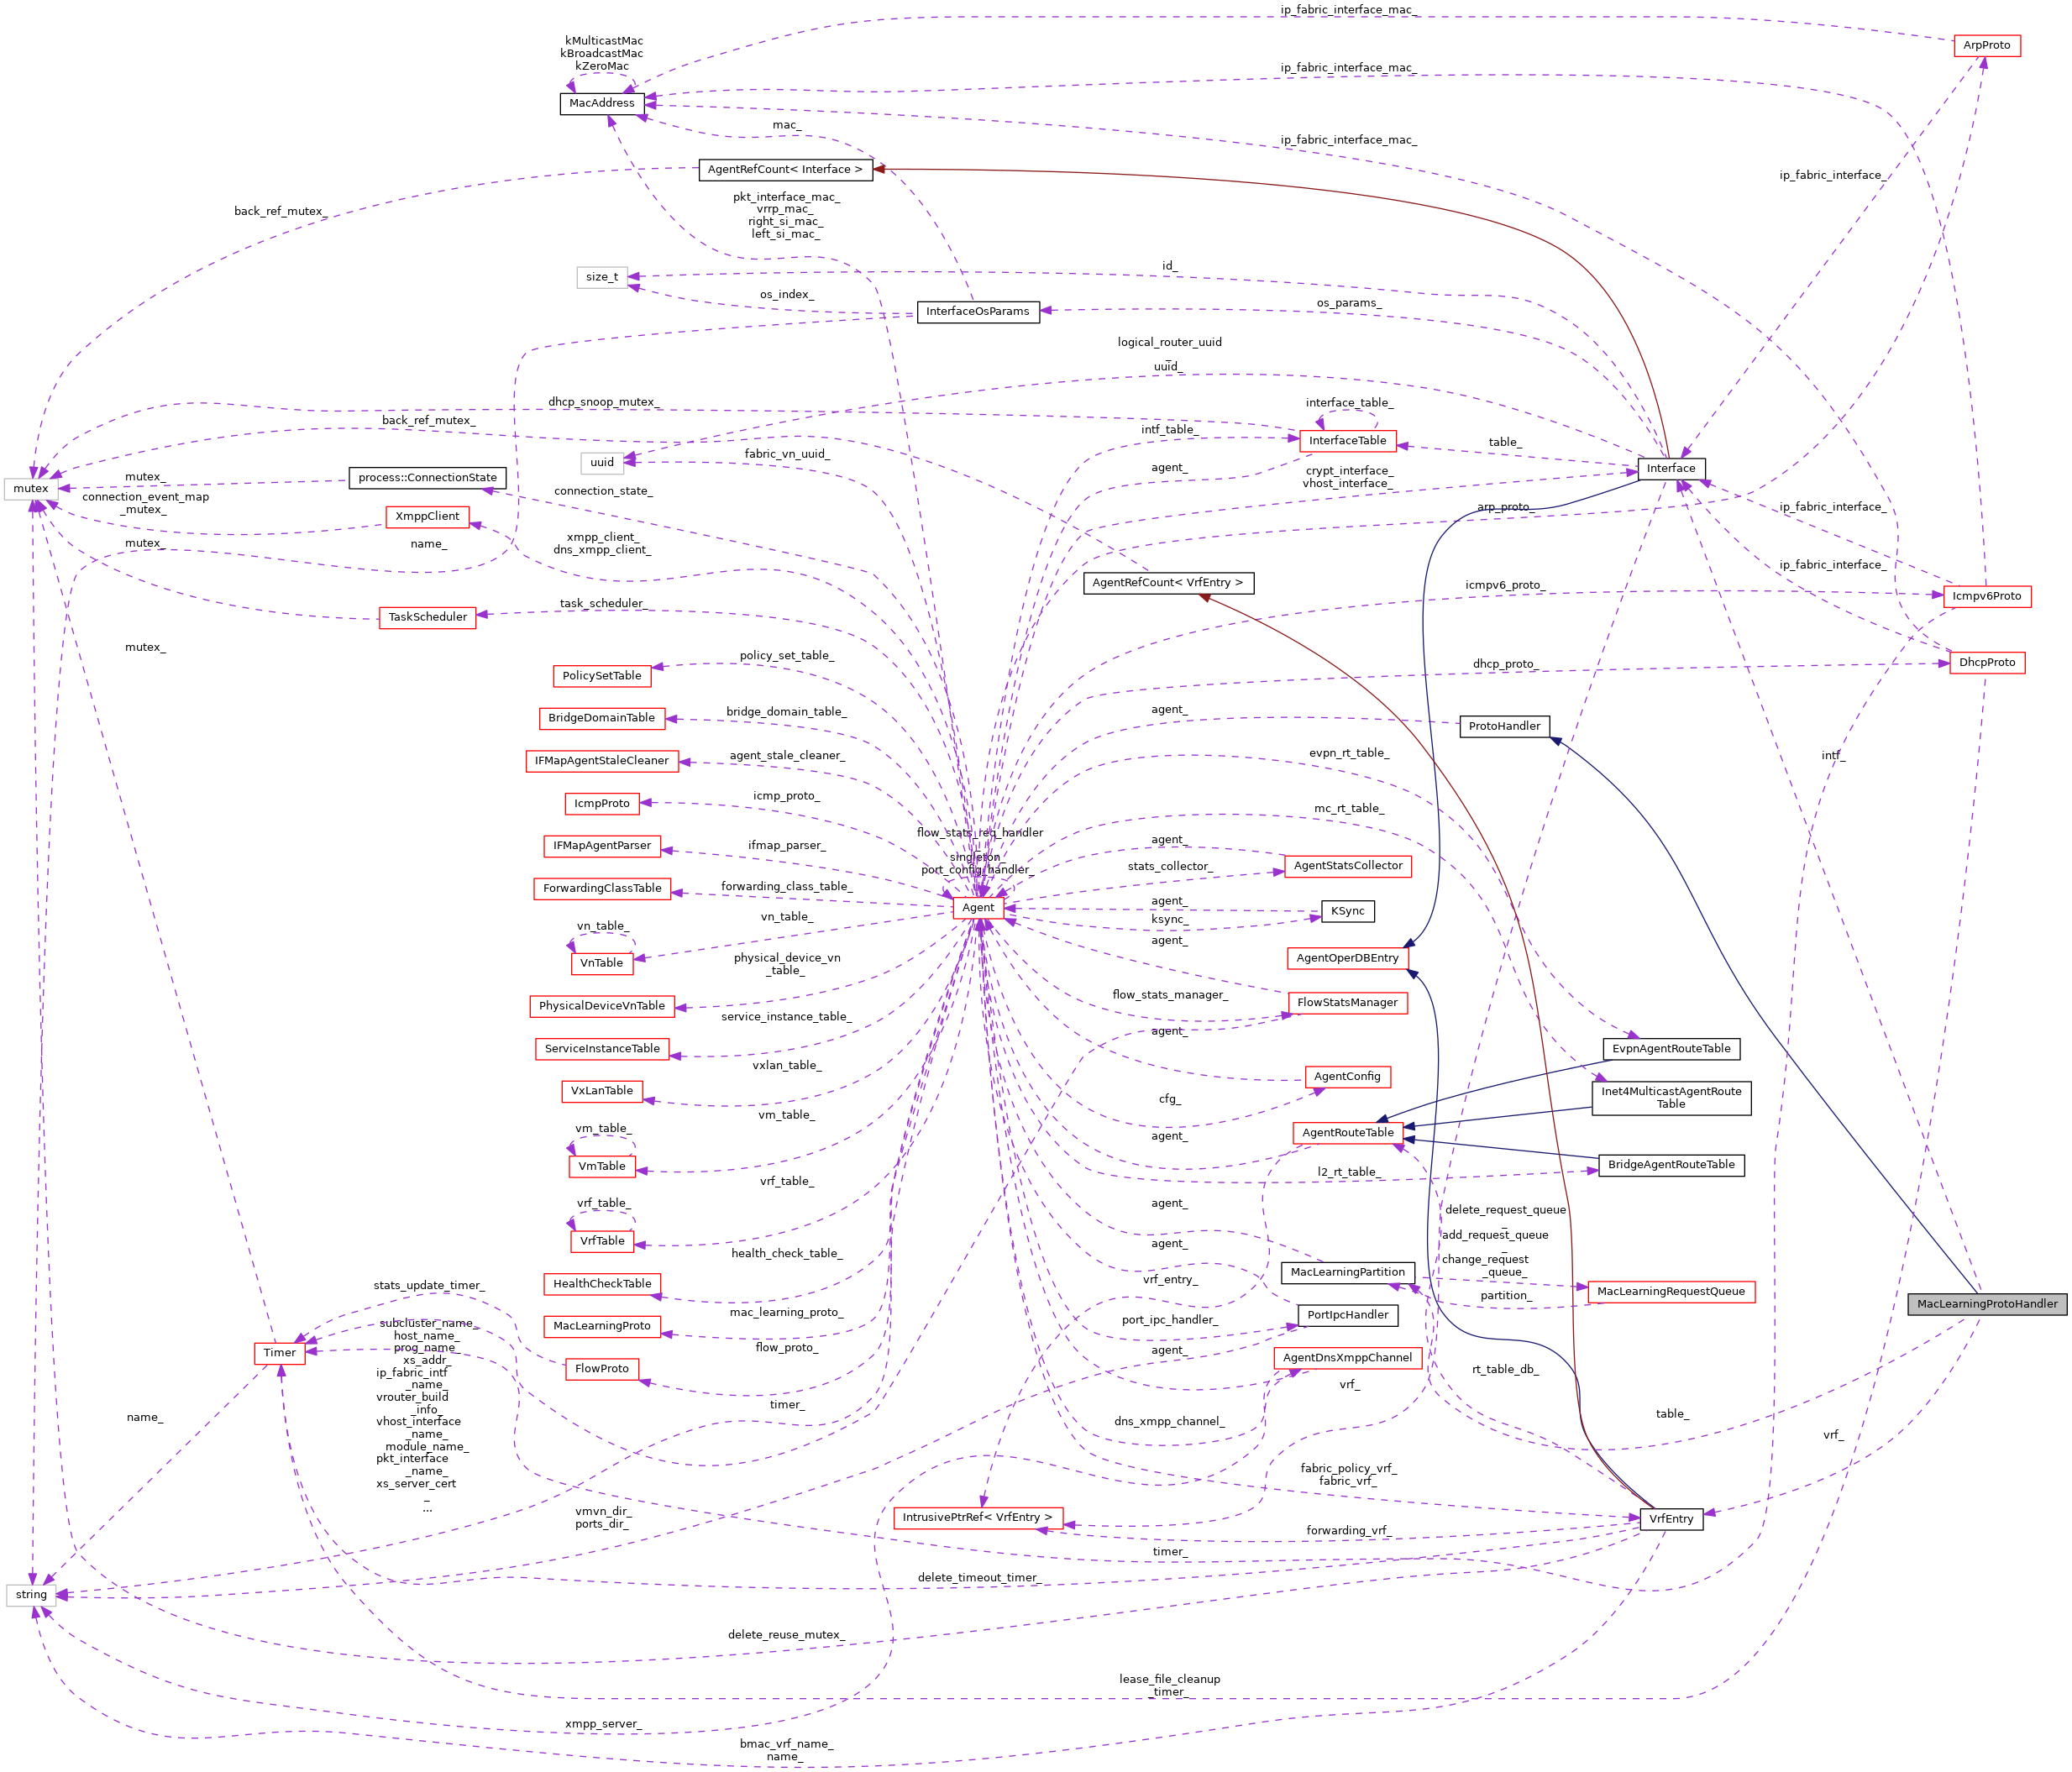 ip_fabric_interface_mac_
ArpProto
kMulticastMac
kBroadcastMac
kZeroMac
ip_fabric_interface_mac_
MacAddress
mac_
ip_fabric_interface_mac_
AgentRefCount< Interface >
ip_fabric_interface_
pkt_interface_mac_
vrrp_mac_
right_si_mac_
left_si_mac_
back_ref_mutex_
size_t
id_
os_index_
os_params_
InterfaceOsParams
logical_router_uuid
_
uuid_
dhcp_snoop_mutex_
interface_table_
back_ref_mutex_
intf_table_
InterfaceTable
table_
fabric_vn_uuid_
uuid
agent_
Interface
crypt_interface_
vhost_interface_
process::ConnectionState
mutex_
mutex
connection_state_
connection_event_map
_mutex_
XmppClient
arp_proto_
ip_fabric_interface_
xmpp_client_
dns_xmpp_client_
mutex_
name_
ip_fabric_interface_
AgentRefCount< VrfEntry >
icmpv6_proto_
Icmpv6Proto
task_scheduler_
TaskScheduler
mutex_
policy_set_table_
dhcp_proto_
DhcpProto
PolicySetTable
bridge_domain_table_
BridgeDomainTable
agent_
ProtoHandler
agent_stale_cleaner_
IFMapAgentStaleCleaner
evpn_rt_table_
intf_
icmp_proto_
IcmpProto
mc_rt_table_
flow_stats_req_handler
_
singleton_
port_config_handler_
ifmap_parser_
IFMapAgentParser
agent_
stats_collector_
AgentStatsCollector
forwarding_class_table_
ForwardingClassTable
Agent
agent_
KSync
ksync_
vn_table_
vn_table_
VnTable
agent_
AgentOperDBEntry
physical_device_vn
_table_
PhysicalDeviceVnTable
flow_stats_manager_
FlowStatsManager
service_instance_table_
ServiceInstanceTable
agent_
EvpnAgentRouteTable
vxlan_table_
VxLanTable
AgentConfig
cfg_
Inet4MulticastAgentRoute
Table
vm_table_
vm_table_
VmTable
agent_
AgentRouteTable
l2_rt_table_
BridgeAgentRouteTable
vrf_table_
vrf_table_
VrfTable
agent_
delete_request_queue
_
add_request_queue
_
change_request
_queue_
agent_
health_check_table_
HealthCheckTable
vrf_entry_
MacLearningPartition
MacLearningRequestQueue
partition_
MacLearningProtoHandler
stats_update_timer_
mac_learning_proto_
MacLearningProto
port_ipc_handler_
PortIpcHandler
subcluster_name_
host_name_
prog_name_
xs_addr_
ip_fabric_intf
_name_
vrouter_build
_info_
vhost_interface
_name_
module_name_
pkt_interface
_name_
xs_server_cert
_
...
Timer
flow_proto_
FlowProto
agent_
AgentDnsXmppChannel
rt_table_db_
vrf_
name_
timer_
dns_xmpp_channel_
table_
vrf_
fabric_policy_vrf_
fabric_vrf_
vmvn_dir_
ports_dir_
IntrusivePtrRef< VrfEntry >
forwarding_vrf_
VrfEntry
timer_
delete_timeout_timer_
string
delete_reuse_mutex_
lease_file_cleanup
_timer_
xmpp_server_
bmac_vrf_name_
name_